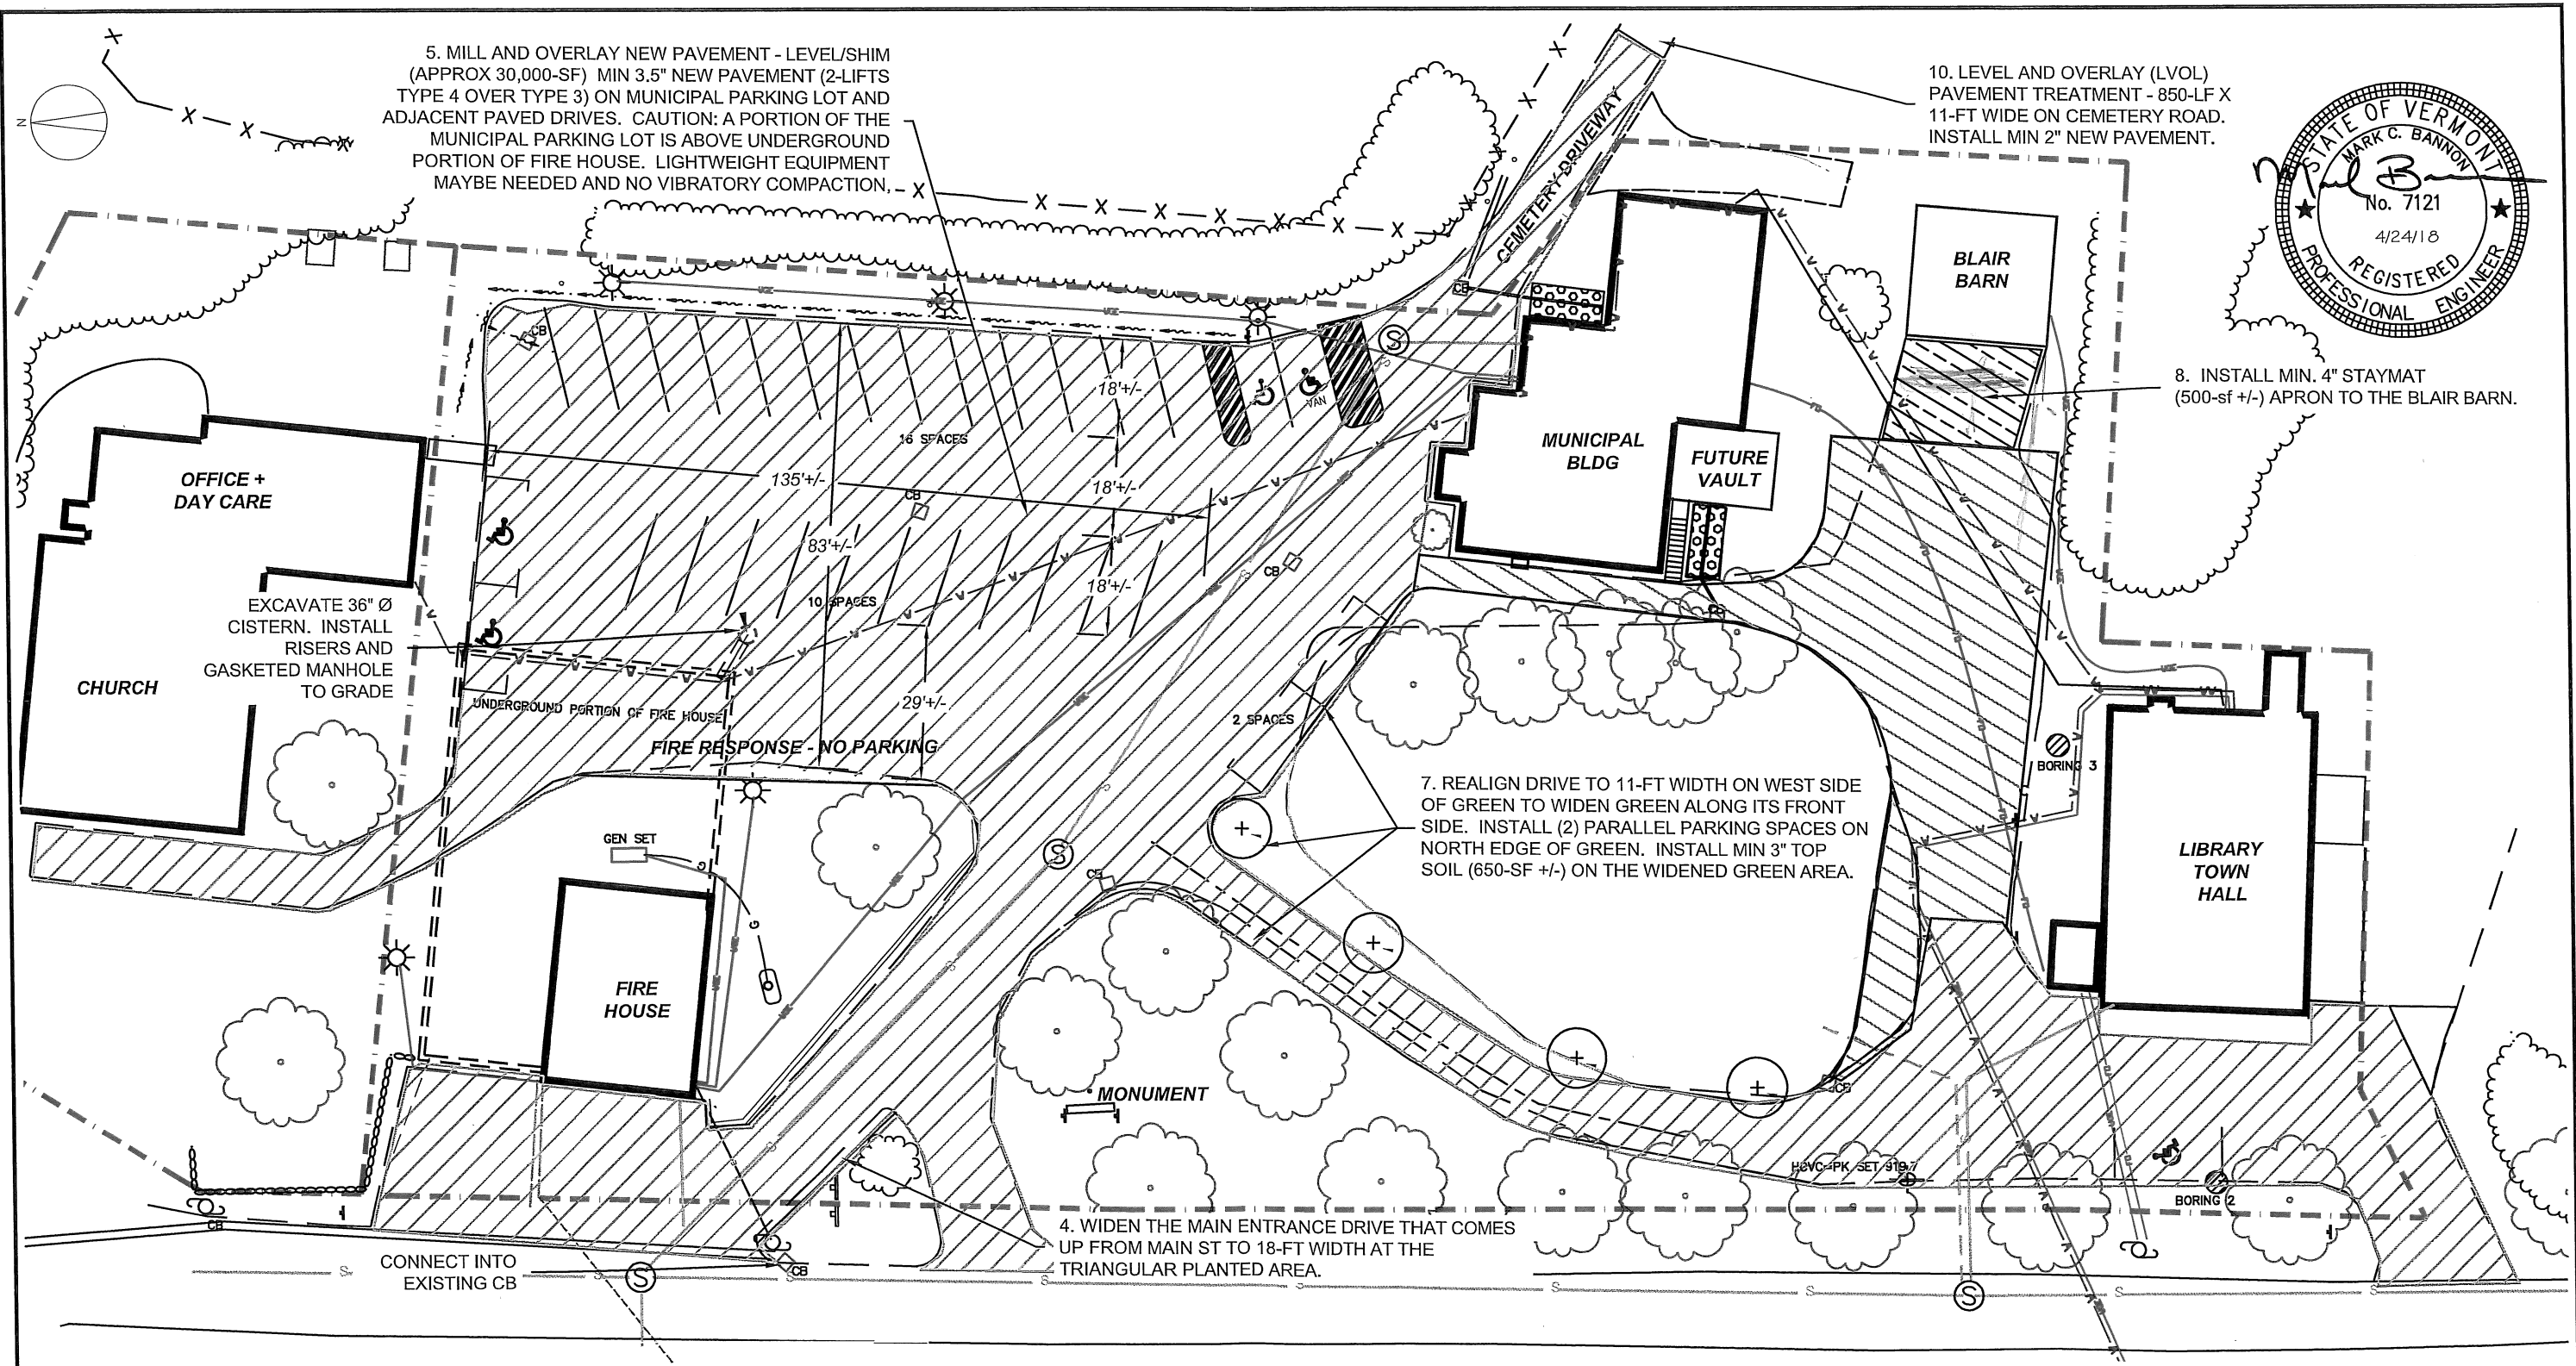 5. MILL AND OVERLAY NEW PAVEMENT - LEVEL/SHIM
(APPROX 30,000-SF) MIN 3.5" NEW PAVEMENT (2-LIFTS
TYPE 4 OVER TYPE 3) ON MUNICIPAL PARKING LOT AND
ADJACENT PAVED DRIVES. CAUTION: A PORTION OF THE
MUNICIPAL PARKING LOT IS ABOVE UNDERGROUND
PORTION OF FIRE HOUSE. LIGHTWEIGHT EQUIPMENT
MAYBE NEEDED AND NO VIBRATORY COMPACTION,
N
10. LEVEL AND OVERLAY (LVOL)
PAVEMENT TREATMENT - 850-LF X
11-FT WIDE ON CEMETERY ROAD.
INSTALL MIN 2" NEW PAVEMENT.
STATE OF VERMONT
MARK C. BANNON
No. 7121
4/24/18
REGISTERED
PROFESSIONAL ENGINEER
CEMETERY DRIVEWAY
BLAIR
BARN
8. INSTALL MIN. 4" STAYMAT
(500-sf +/-) APRON TO THE BLAIR BARN.
CB
CB
VAN
18'+/-
16 SPACES
135'+/-
18'+/-
CB
MUNICIPAL
BLDG
FUTURE
VAULT
OFFICE +
DAY CARE
83'+/-
18'+/-
CB
10 SPACES
EXCAVATE 36" Ø
CISTERN. INSTALL
RISERS AND
GASKETED MANHOLE
TO GRADE
CHURCH
UNDERGROUND PORTION OF FIRE HOUSE
29'+/-
2 SPACES
FIRE RESPONSE - NO PARKING
BORING 3
7. REALIGN DRIVE TO 11-FT WIDTH ON WEST SIDE
OF GREEN TO WIDEN GREEN ALONG ITS FRONT
SIDE. INSTALL (2) PARALLEL PARKING SPACES ON
NORTH EDGE OF GREEN. INSTALL MIN 3" TOP
SOIL (650-SF +/-) ON THE WIDENED GREEN AREA.
GEN SET
G
G
S
S
LIBRARY
TOWN
HALL
FIRE
HOUSE
MONUMENT
CB
BORING 2
4. WIDEN THE MAIN ENTRANCE DRIVE THAT COMES
UP FROM MAIN ST TO 18-FT WIDTH AT THE
TRIANGULAR PLANTED AREA.
CB
CONNECT INTO
EXISTING CB
CB
S
S